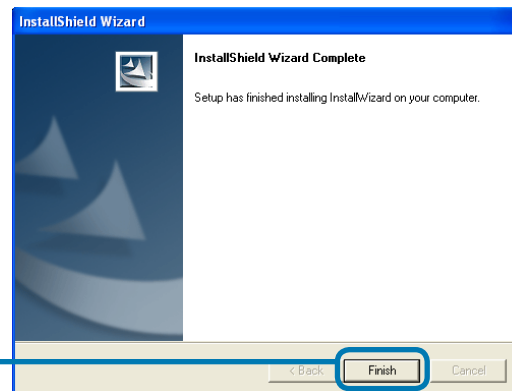 InstallShield Wizard
InstallShield Wizard Complete
Setup has finished installing InstallWizard on your computer.
< Back Finish Cancel